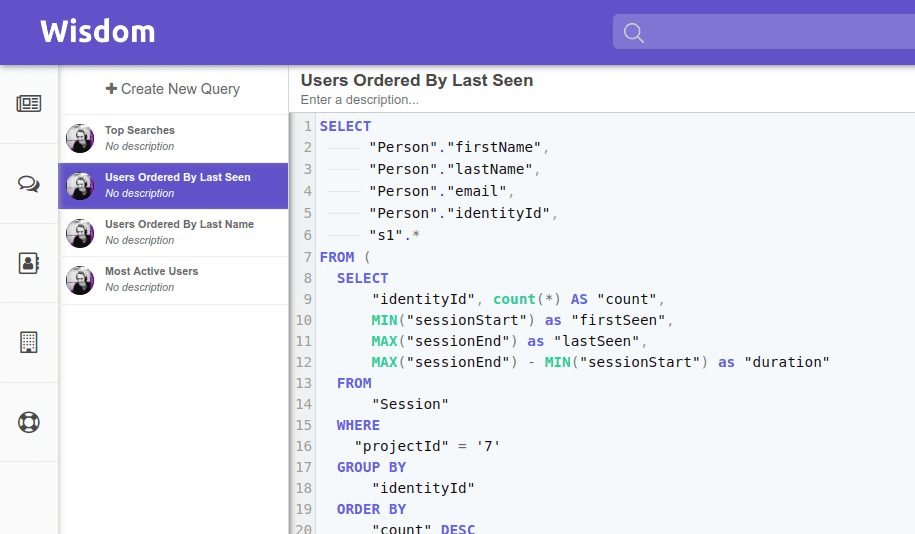 Wisdom
Create New Query
Top Searches
No description
Users Ordered By Last Seen
No description
Users Ordered By Last Name
No description
Most Active Users
No description
Users Ordered By Last Seen
Enter a description...
1 SELECT
2 "Person"."firstName",
3 "Person"."lastName",
4 "Person"."email",
5 "Person"."identityId",
6 "s1".*
7 FROM (
8 SELECT
9 "identityId", count(*) AS "count",
10 MIN("sessionStart") as "firstSeen",
11 MAX("sessionEnd") as "lastSeen",
12 MAX("sessionEnd") - MIN("sessionStart") as "duration"
13 FROM
14 "Session"
15 WHERE
16 "projectId" = '7'
17 GROUP BY
18 "identityId"
19 ORDER BY
20 "count" DESC